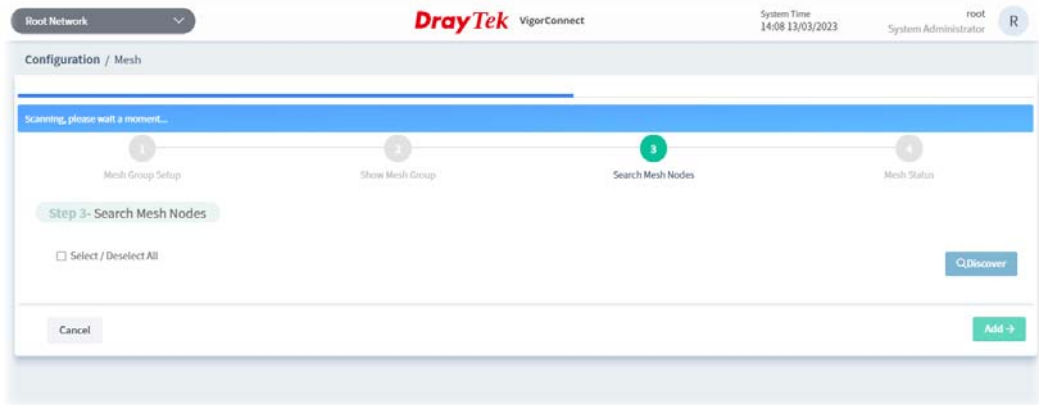 Root Network
DrayTek VigorConnect
System Time
14:08 13/03/2023
root
System Administrator
R
Configuration / Mesh
Scanning, please wait a moment...
1
2
3
4
Mesh Group Setup
Show Mesh Group
Search Mesh Nodes
Mesh Status
Step 3- Search Mesh Nodes
Select / Deselect All
Discover
Cancel
Add →